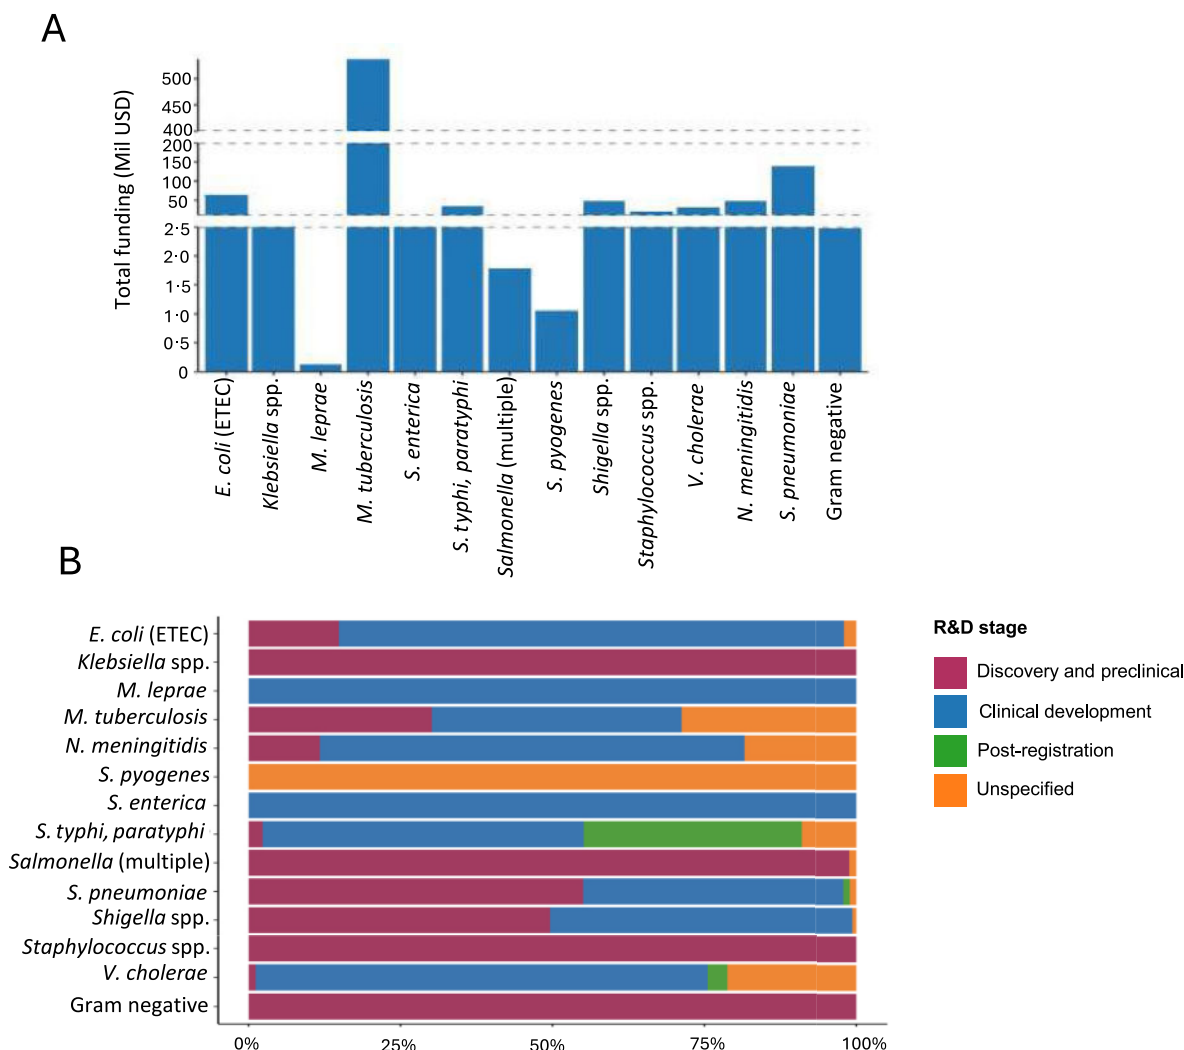 A
Total funding (Mil USD)
500
450
400
200
150
100
50
2·5
2·0
1·5
1·0
0·5
0
E. coli (ETEC)
Klebsiella spp.
M. leprae
M. tuberculosis
S. enterica
S. typhi, paratyphi
Salmonella (multiple)
S. pyogenes
Shigella spp.
Staphylococcus spp.
V. cholerae
N. meningitidis
S. pneumoniae
Gram negative
B
E. coli (ETEC)
Klebsiella spp.
M. leprae
M. tuberculosis
N. meningitidis
S. pyogenes
S. enterica
S. typhi, paratyphi
Salmonella (multiple)
S. pneumoniae
Shigella spp.
Staphylococcus spp.
V. cholerae
Gram negative
0%
25%
50%
75%
100%
R&D stage
Discovery and preclinical
Clinical development
Post-registration
Unspecified